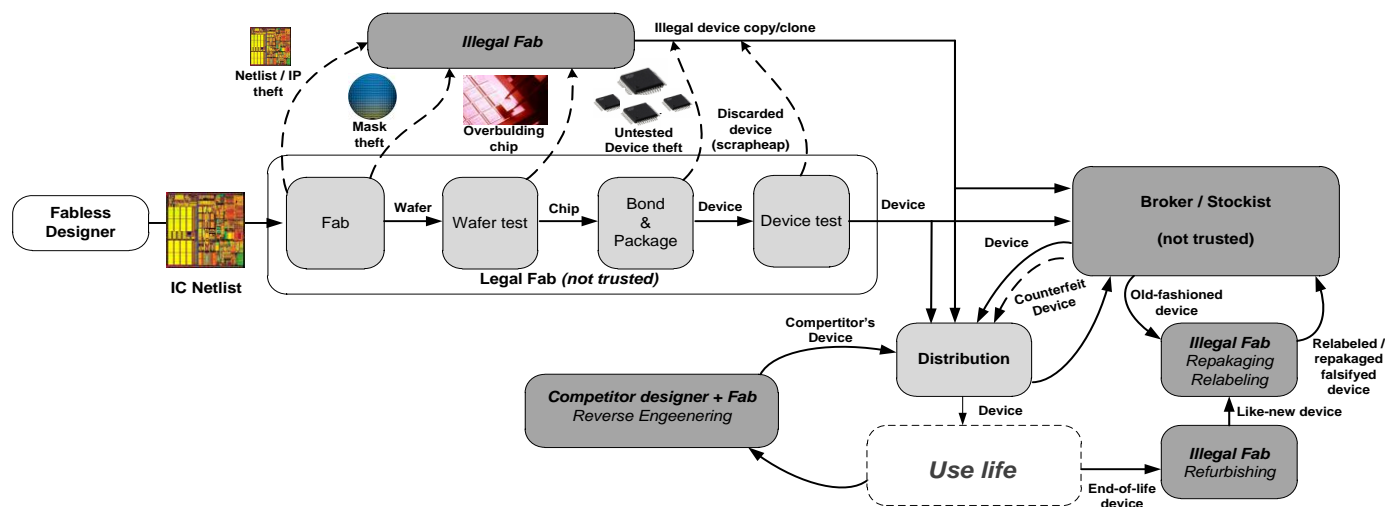 Illegal Fab
Illegal device copy/clone
Netlist / IP
theft
Mask
theft
Overbulding
chip
Untested
Device theft
Discarded
device
(scrapheap)
Fabless
Designer
IC Netlist
Fab
Wafer
Wafer test
Chip
Bond
&
Package
Device
Device test
Device
Legal Fab (not trusted)
Broker / Stockist
(not trusted)
Device
Counterfeit
Device
Old-fashioned
device
Compertitor's
Device
Distribution
Illegal Fab
Repakaging
Relabeling
Relabeled /
repakaged
falsifyed
device
Competitor designer + Fab
Reverse Engeenering
Device
Like-new device
Use life
End-of-life
device
Illegal Fab
Refurbishing